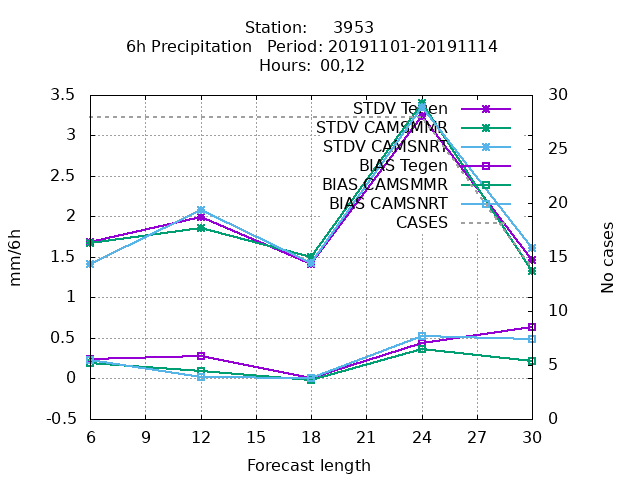 Station: 3953
6h Precipitation Period: 20191101-20191114
Hours: 00,12
3.5
3
2.5
2
1.5
1
0.5
0
-0.5
mm/6h
30
25
20
15
10
5
0
No cases
STDV Tegen
STDV CAMSMMR
STDV CAMSNRT
BIAS Tegen
BIAS CAMSMMR
BIAS CAMSNRT
CASES
6 9 12 15 18 21 24 27 30
Forecast length